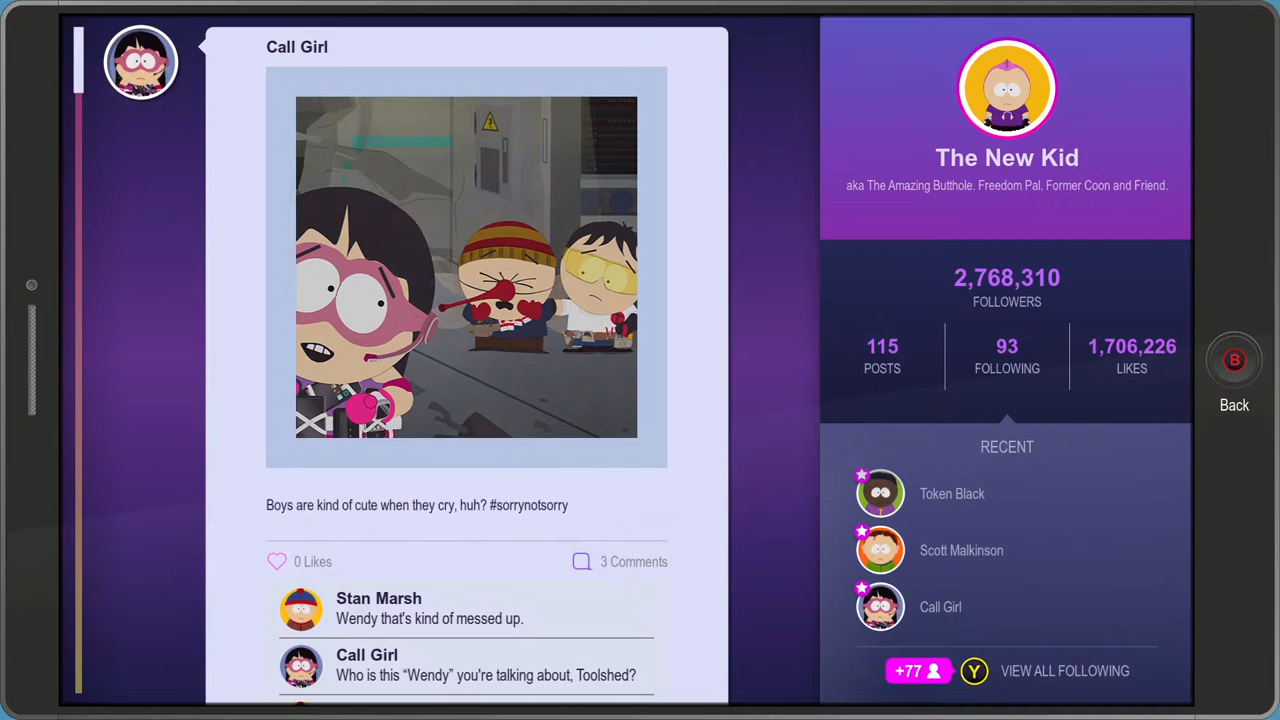 Call Girl
Boys are kind of cute when they cry, huh? #sorrynotsorry
0 Likes
3 Comments
Stan Marsh
Wendy that's kind of messed up.
Call Girl
Who is this “Wendy” you're talking about, Toolshed?
The New Kid
aka The Amazing Butthole. Freedom Pal. Former Coon and Friend.
2,768,310
FOLLOWERS
115
POSTS
93
FOLLOWING
1,706,226
LIKES
RECENT
Token Black
Scott Malkinson
Call Girl
+77
Y
VIEW ALL FOLLOWING
B
Back